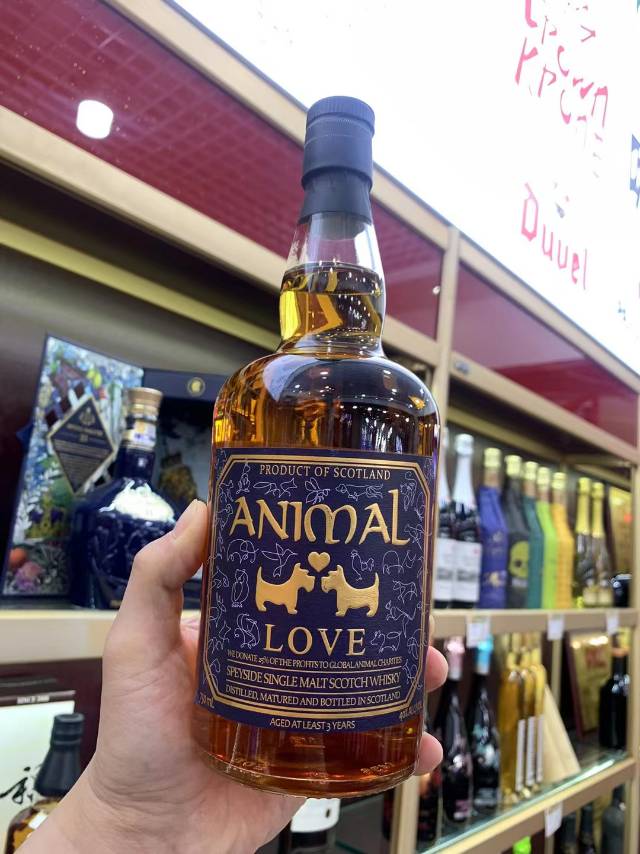 PRODUCT OF SCOTLAND
ANIMAL
LOVE
WE DONATE 25% OF THE PROFITS TO GLOBAL ANIMAL CHARITIES
SPEYSIDE SINGLE MALT SCOTCH WHISKY
DISTILLED, MATURED AND BOTTLED IN SCOTLAND
AGED AT LEAST 3 YEARS
Duvel